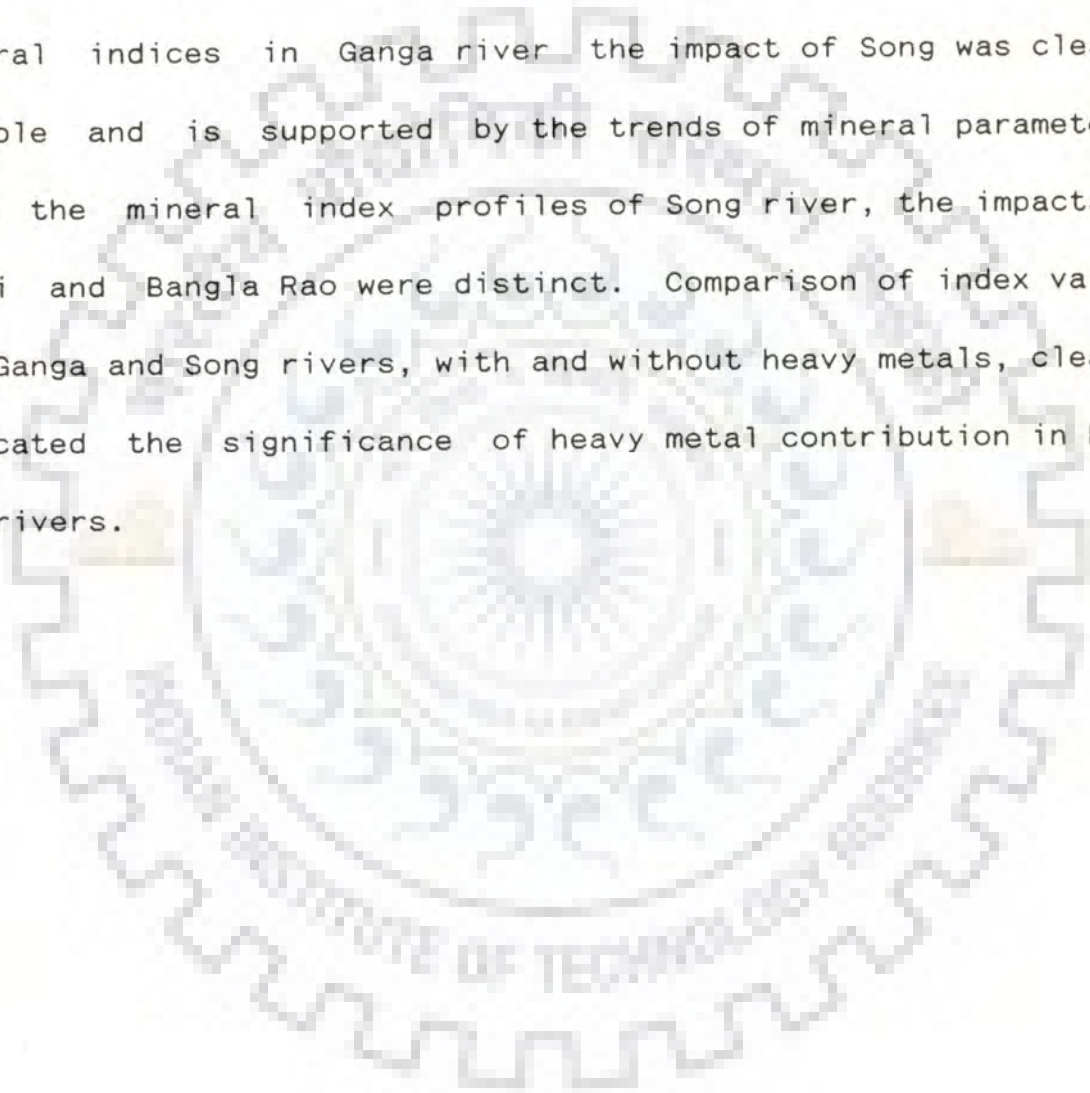 ral indices in Ganga river the impact of Song was cle
ble and is supported by the trends of mineral paramet
the mineral index profiles of Song river, the impact
i and Bangla Rao were distinct. Comparison of index va
Ganga and Song rivers, with and without heavy metals, cle
cated the significance of heavy metal contribution in
rivers.
INSTITUTE OF TECHNOLOGY